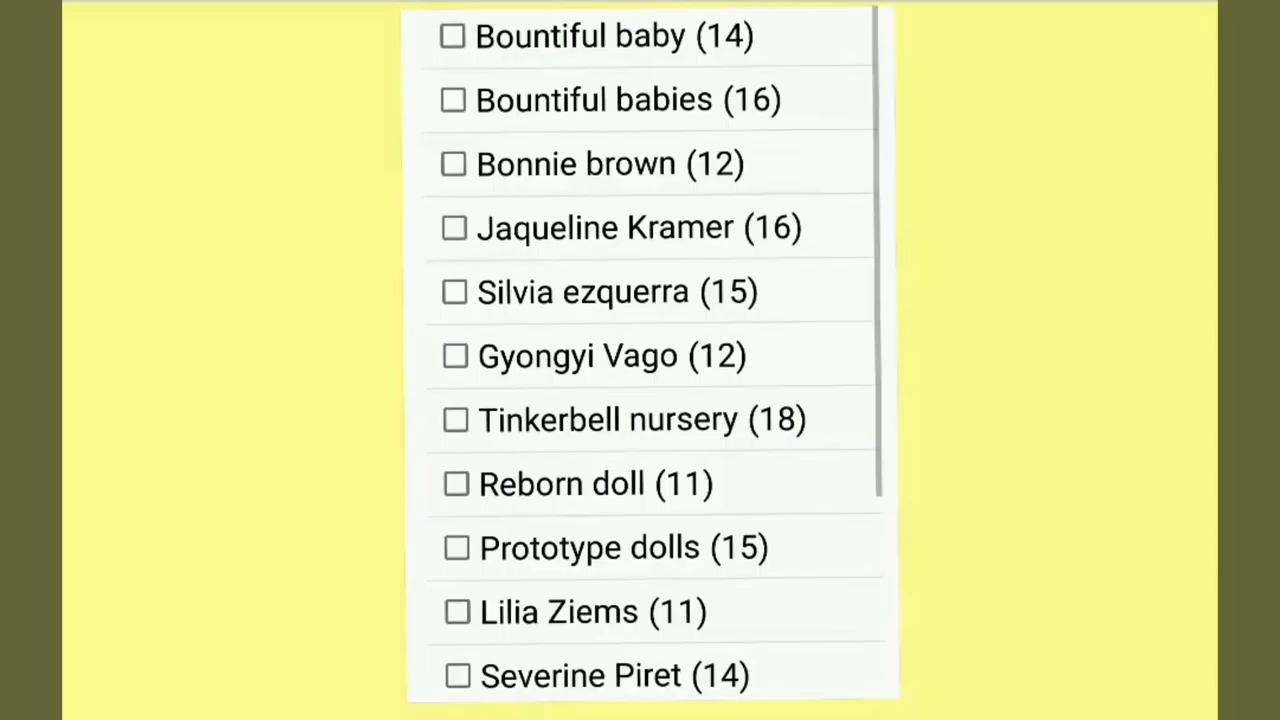 Bountiful baby (14)
Bountiful babies (16)
Bonnie brown (12)
Jaqueline Kramer (16)
Silvia ezquerra (15)
Gyongyi Vago (12)
Tinkerbell nursery (18)
Reborn doll (11)
Prototype dolls (15)
Lilia Ziems (11)
Severine Piret (14)